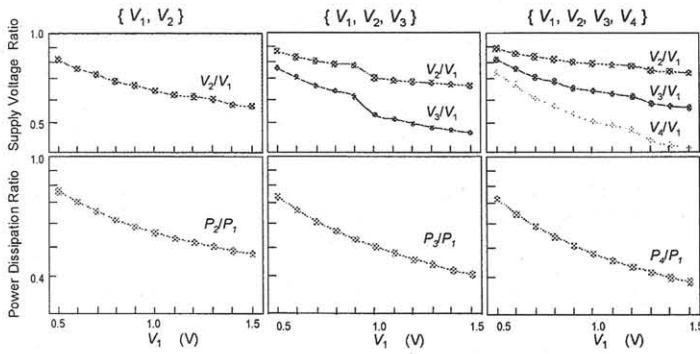 { V1, V2 }
{ V1, V2, V3 }
{ V1, V2, V3, V4 }
Supply Voltage Ratio
1.0
0.5
V2/V1
V2/V1
V3/V1
V2/V1
V3/V1
V4/V1
Power Dissipation Ratio
1.0
0.4
P2/P1
P3/P1
P4/P1
0.5 1.0 1.5
0.5 1.0 1.5
0.5 1.0 1.5
V1 (V)
V1 (V)
V1 (V)